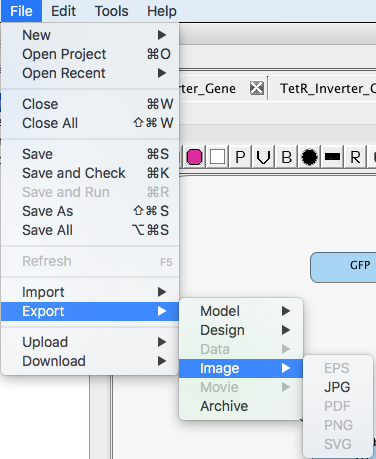 File Edit Tools Help
New
Open Project ⌘O
Open Recent
rter_Gene TetR_Inverter_
Close ⌘W
Close All ⇧⌘W
Save ⌘S
Save and Check ⌘K
Save and Run ⌘R
Save As ⇧⌘S
Save All ⌥⌘S
P V B R
Refresh F5
GFP
Import
Export
Upload
Download
Model
Design
Data
Image
Movie
Archive
EPS
JPG
PDF
PNG
SVG